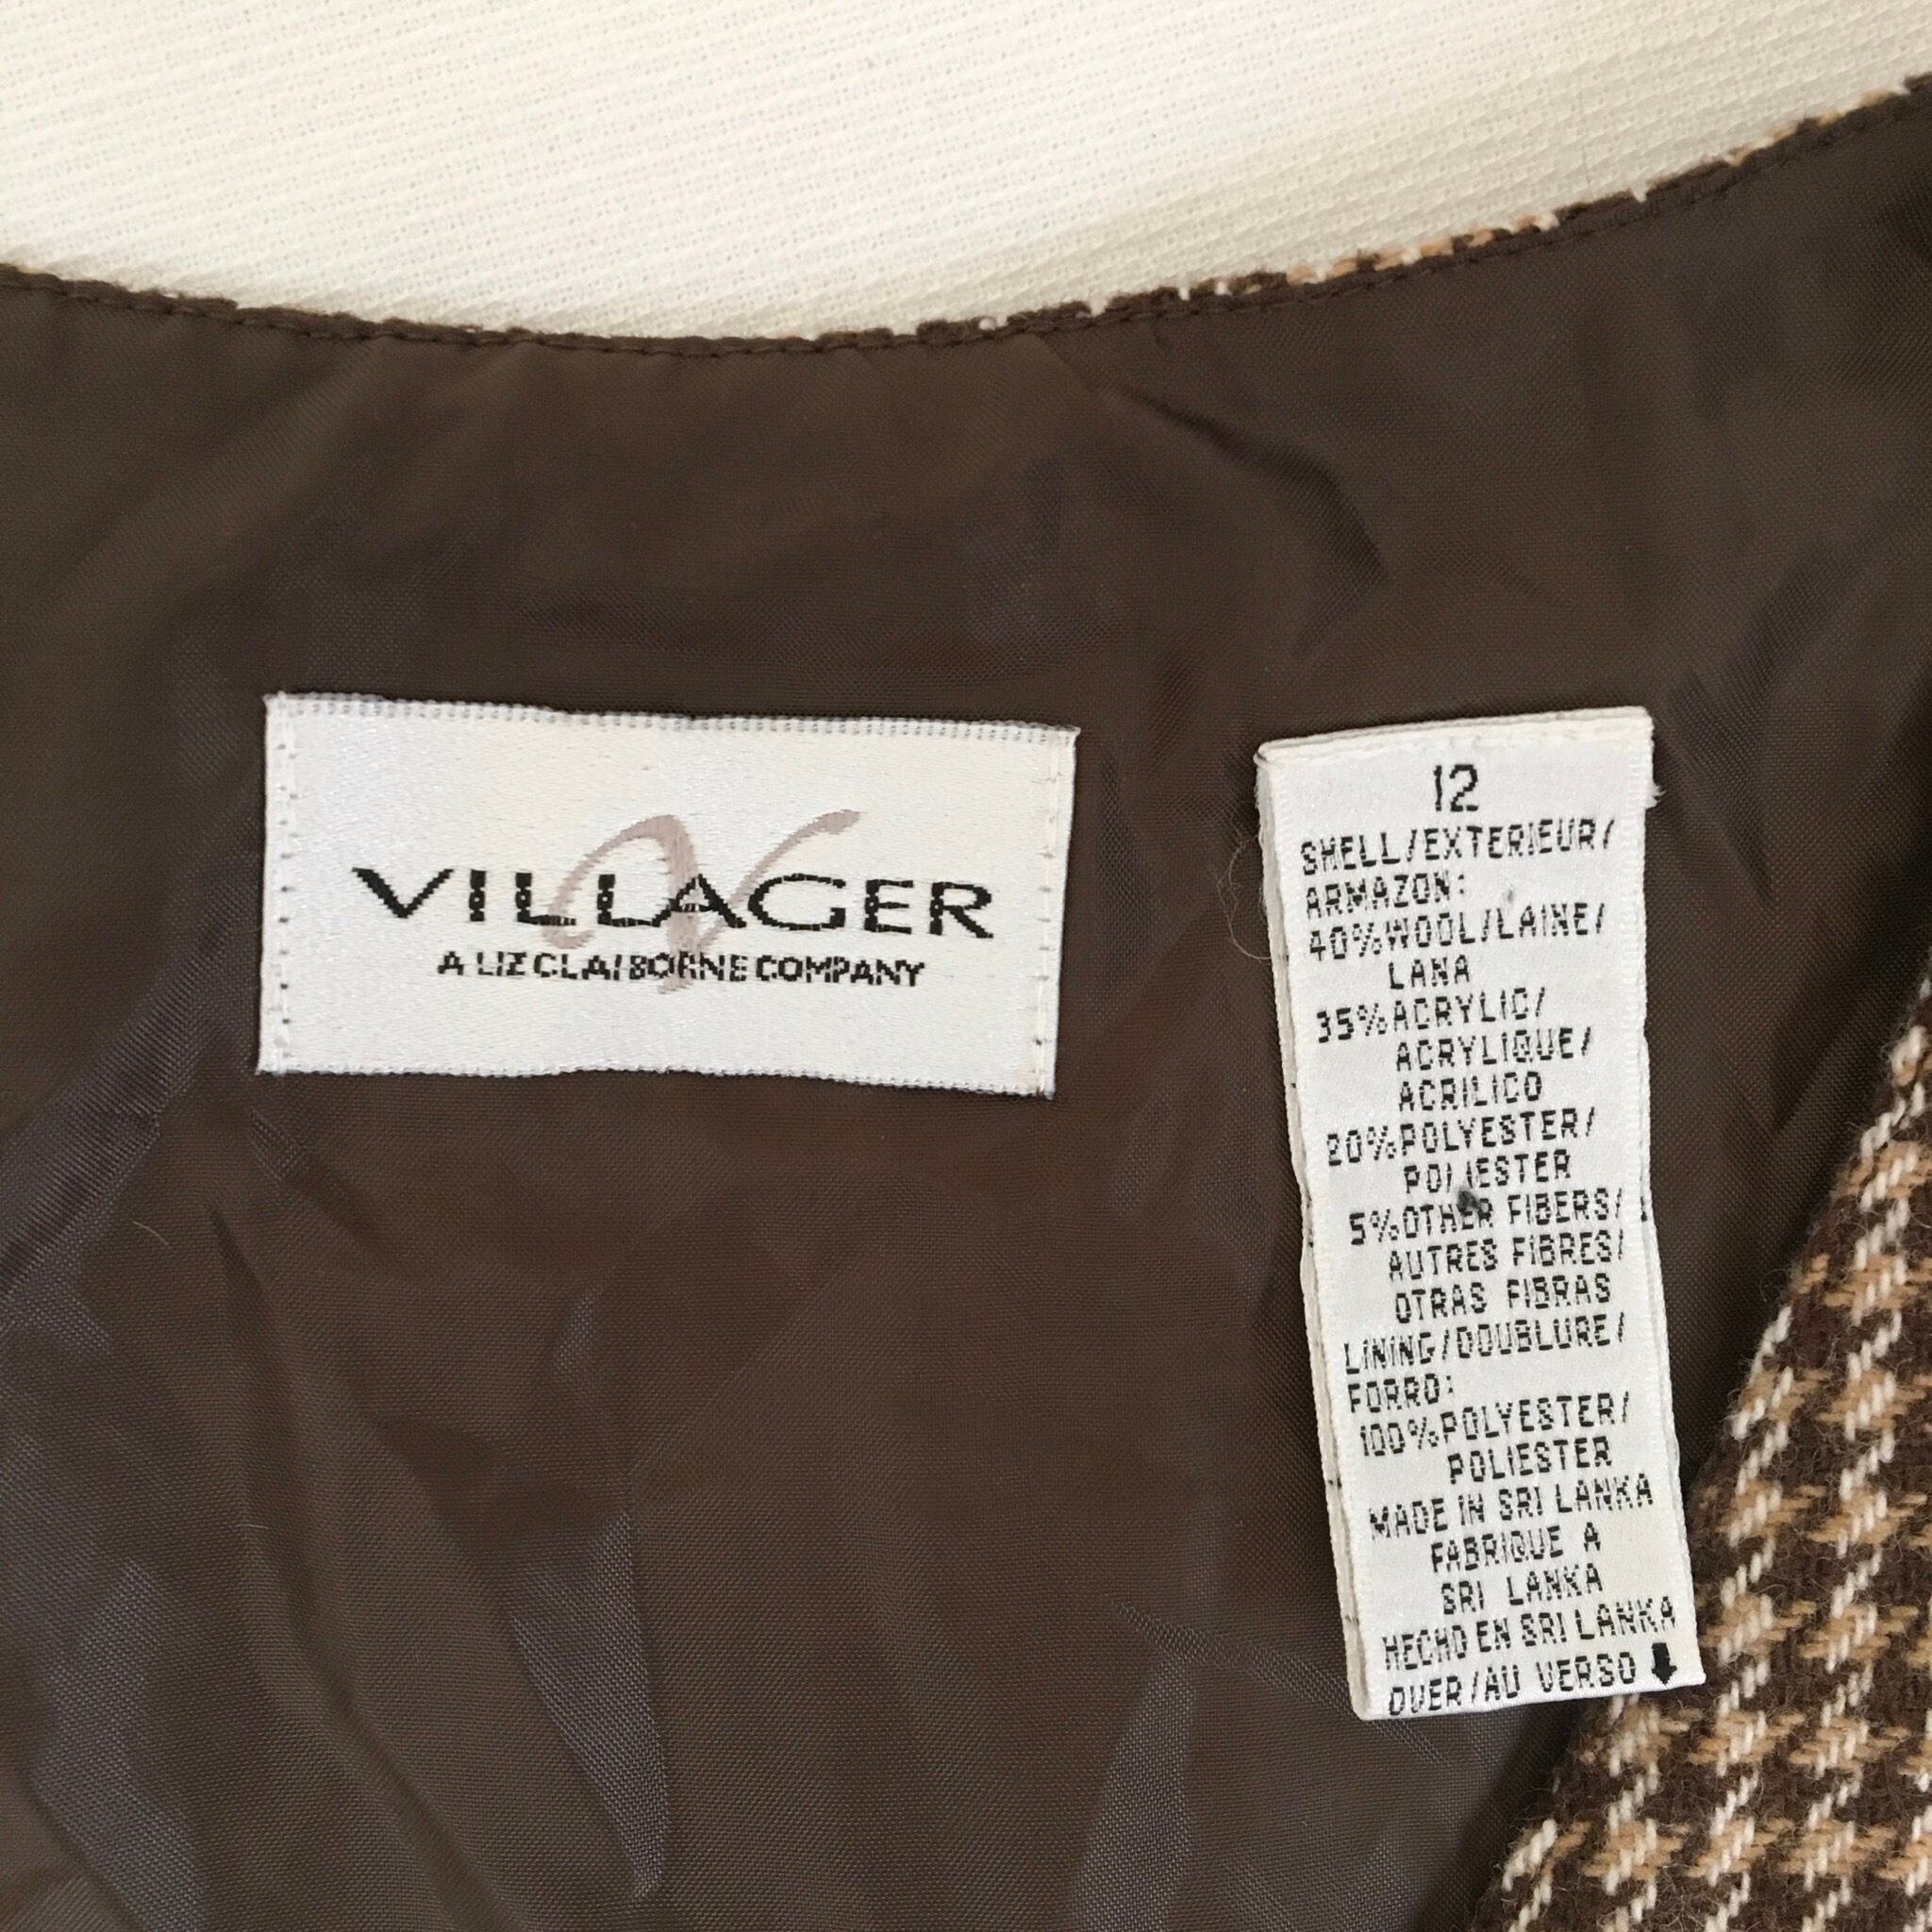 VILLAGER
A LIZ CLAIBORNE COMPANY
12
SHELL/EXTERIEUR/
ARMAZON:
40%WOOL/LAINE/
LANA
35%ACRYLIC/
ACRYLIQUE/
ACRILICO
20%POLYESTER/
POLIESTER
5%OTHER FIBERS/
AUTRES FIBRES/
OTRAS FIBRAS
LINING/DOUBLURE/
FORRO:
100%POLYESTER/
POLIESTER
MADE IN SRI LANKA
FABRIQUE A
SRI LANKA
HECHO EN SRI LANKA
OVER/AU VERSO